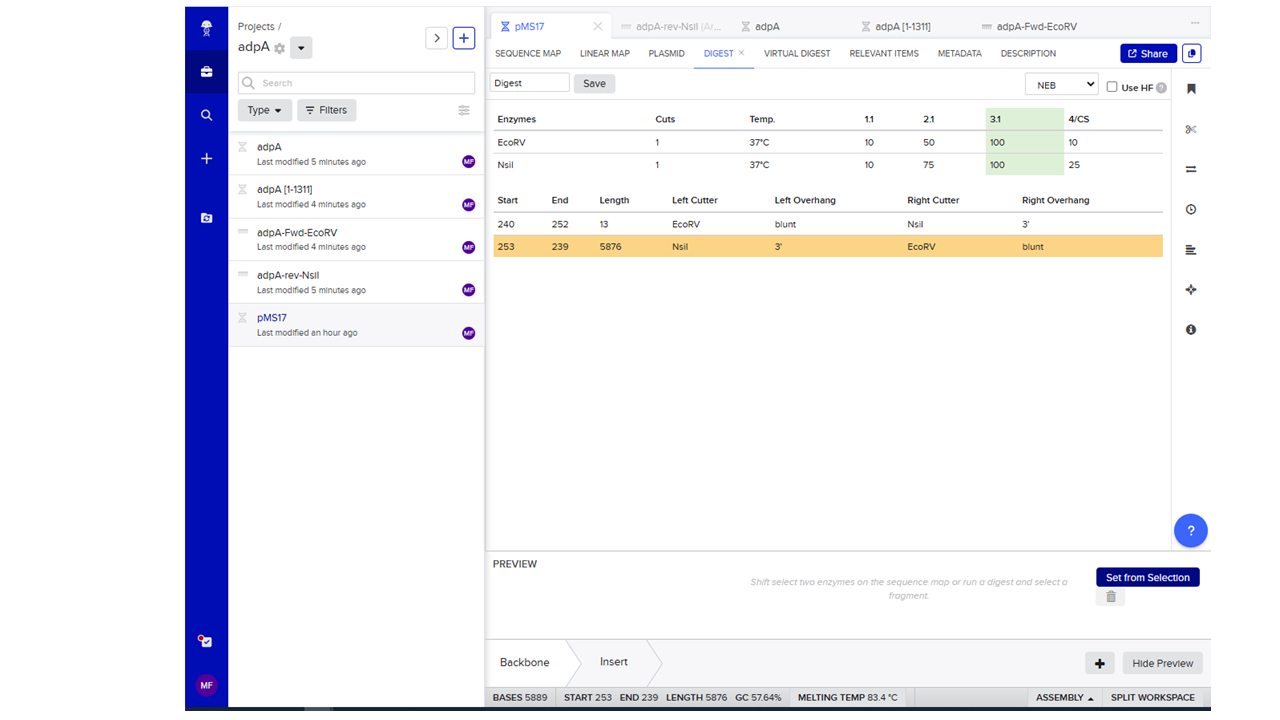 Projects /
adpA
Search
Type
Filters
adpA
Last modified 5 minutes ago
MF
adpA [1-1311]
Last modified 4 minutes ago
MF
adpA-Fwd-EcoRV
Last modified 4 minutes ago
MF
adpA-rev-NsiI
Last modified 5 minutes ago
MF
pMS17
Last modified an hour ago
MF
MF
pMS17 adpA-rev-NsiI (Ar... adpA adpA [1-1311] adpA-Fwd-EcoRV
SEQUENCE MAP LINEAR MAP PLASMID DIGEST VIRTUAL DIGEST RELEVANT ITEMS METADATA DESCRIPTION Share
Digest Save NEB Use HF ?
Enzymes Cuts Temp. 1.1 2.1 3.1 4/CS
EcoRV 1 37°C 10 50 100 10
NsiI 1 37°C 10 75 100 25
Start End Length Left Cutter Left Overhang Right Cutter Right Overhang
240 252 13 EcoRV blunt NsiI 3'
253 239 5876 NsiI 3' EcoRV blunt
?
PREVIEW
Shift select two enzymes on the sequence map or run a digest and select a
fragment.
Set from Selection
Backbone Insert Hide Preview
BASES 5889 START 253 END 239 LENGTH 5876 GC 57.64% MELTING TEMP 83.4 °C ASSEMBLY SPLIT WORKSPACE